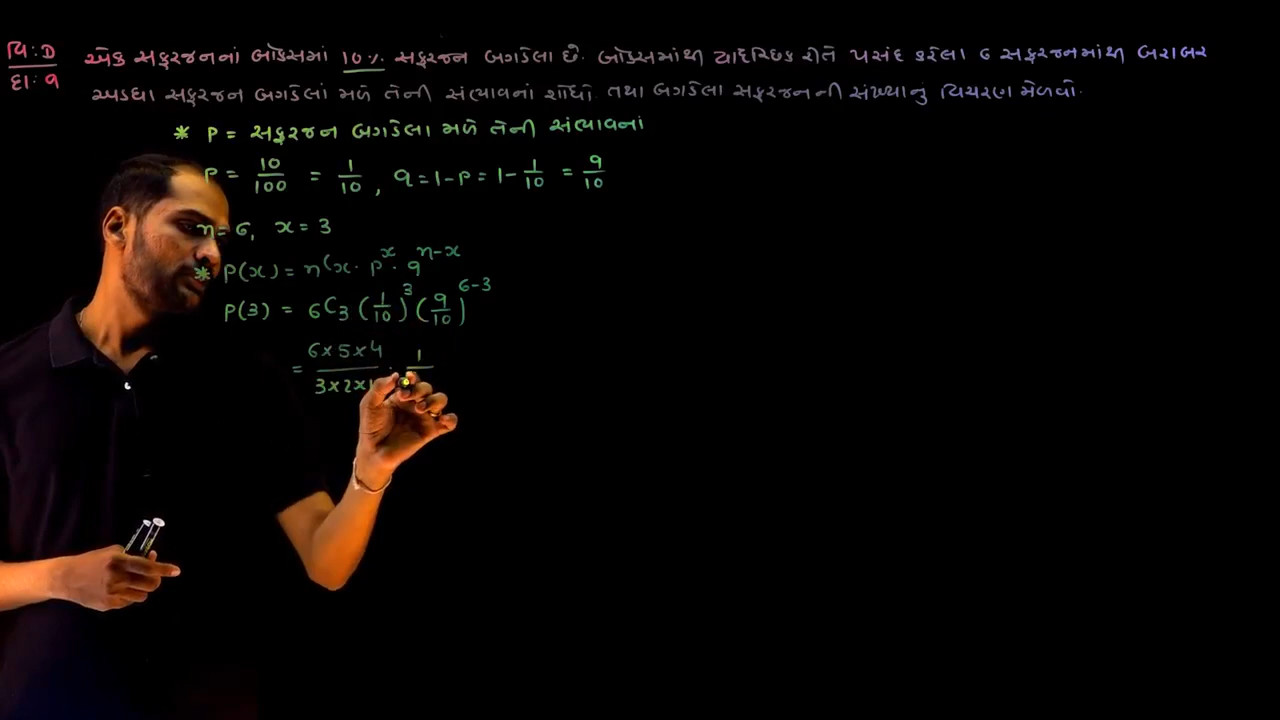 વિ:D એક સફરજનનાં બોક્સમાં 10% સફરજન બગડેલા છે. બોક્સમાંથી યાદૃચ્છિક રીતે પસંદ કરેલા 6 સફરજનમાંથી બરાબર
દા:9 અડધા સફરજન બગડેલાં મળે તેની સંભાવનાં શોધો. તથા બગડેલા સફરજનની સંખ્યાનું વિચરણ મેળવો.
* P = સફરજન બગડેલા મળે તેની સંભાવનાં
P = 10/100 = 1/10 , q = 1-P = 1 - 1/10 = 9/10
n = 6, x = 3
* P(x) = nCx · p^x · q^(n-x)
P(3) = 6C3 (1/10)^3 (9/10)^(6-3)
= (6×5×4)/(3×2×1) · 1